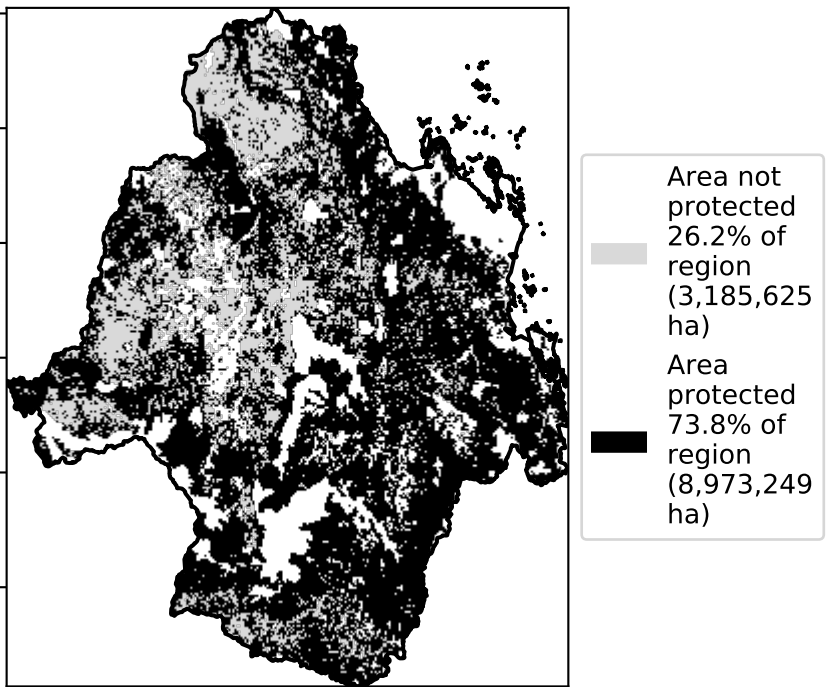 Area not
protected
26.2% of
region
(3,185,625
ha)
Area
protected
73.8% of
region
(8,973,249
ha)